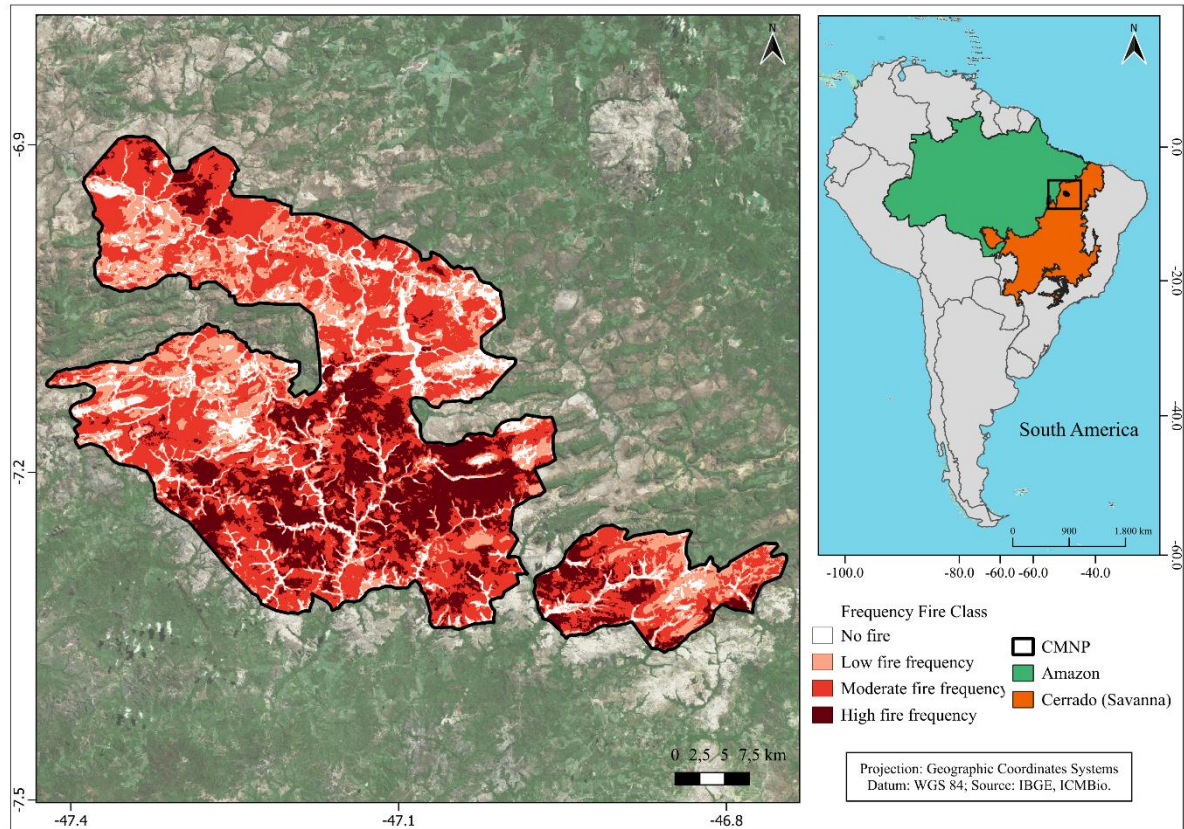 N
-6.9
-7.2
-7.5
-47.4
-47.1
-46.8
0 2,5 5 7,5 km
N
0.0
-20.0
-40.0
-60.0
South America
0 900 1.800 km
-100.0 -80.0 -60.0 -60.0 -40.0
Frequency Fire Class
No fire
Low fire frequency
Moderate fire frequency
High fire frequency
CMNP
Amazon
Cerrado (Savanna)
Projection: Geographic Coordinates Systems
Datum: WGS 84; Source: IBGE, ICMBio.